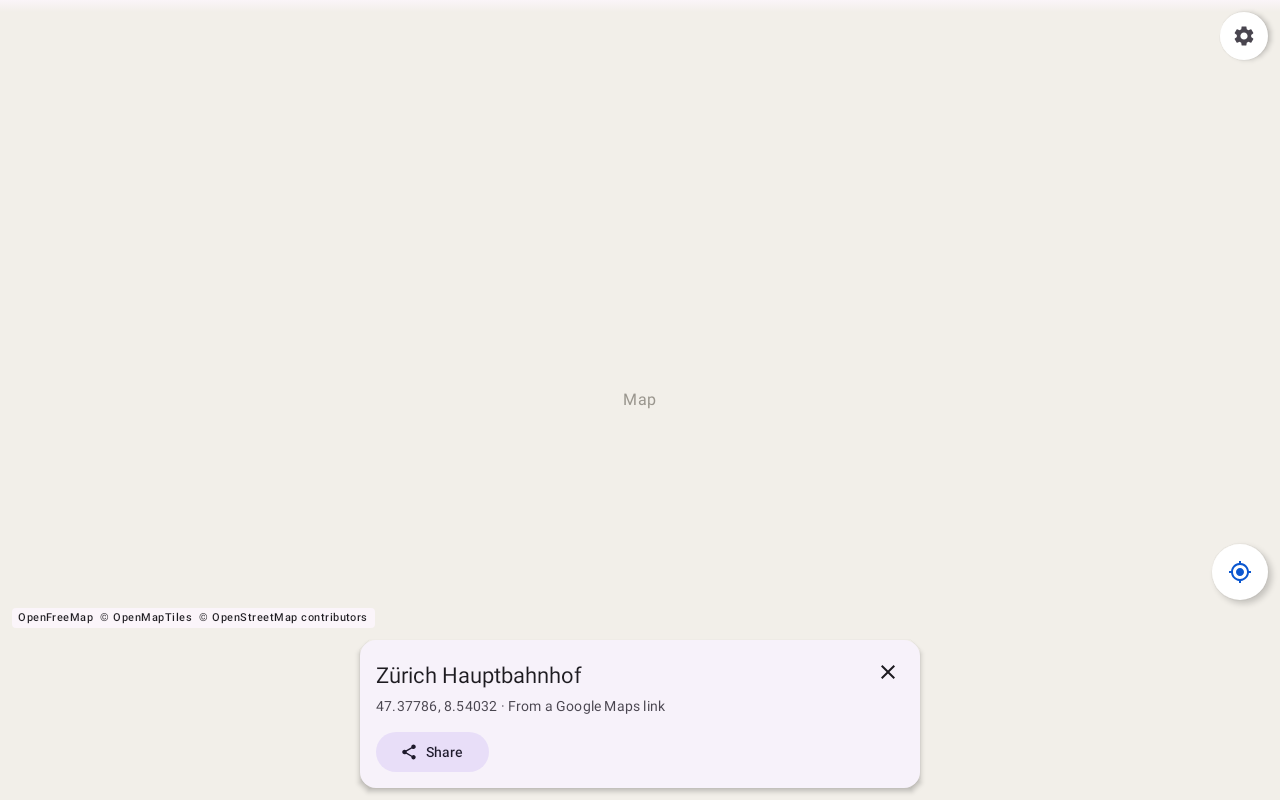 Map
OpenFreeMap © OpenMapTiles © OpenStreetMap contributors
Zürich Hauptbahnhof
47.37786, 8.54032 · From a Google Maps link
Share